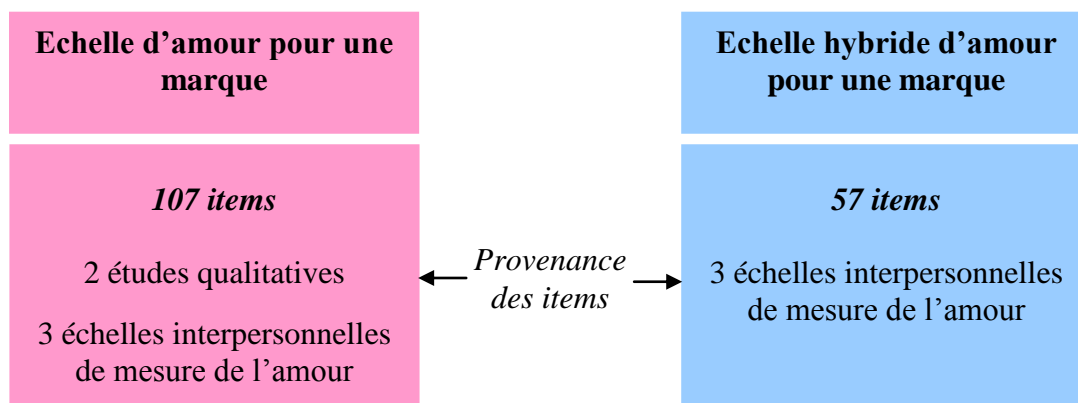 Echelle d’amour pour une
marque
107 items
2 études qualitatives
3 échelles interpersonnelles
de mesure de l’amour
Provenance
des items
Echelle hybride d’amour
pour une marque
57 items
3 échelles interpersonnelles
de mesure de l’amour